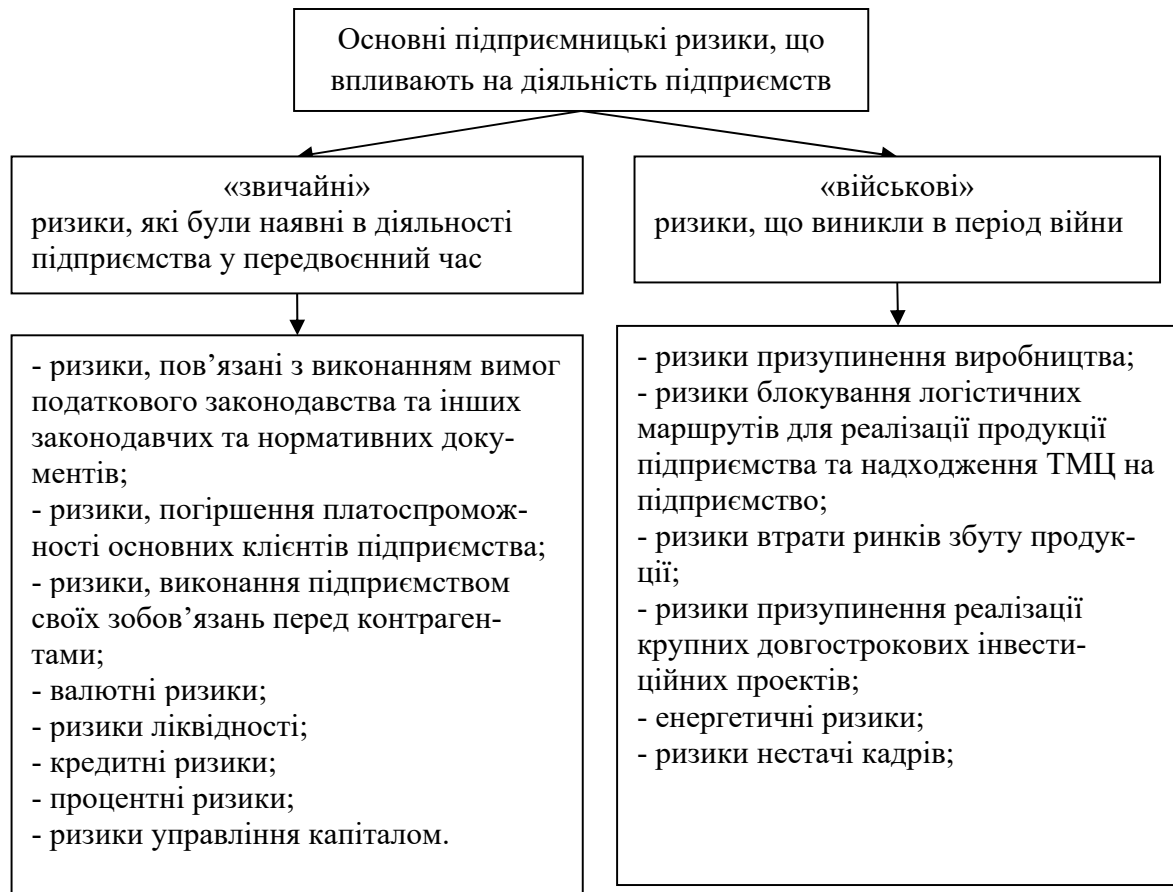 Основні підприємницькі ризики, що
впливають на діяльність підприємств
«звичайні»
ризики, які були наявні в діяльності
підприємства у передвоєнний час
«військові»
ризики, що виникли в період війни
- ризики, пов’язані з виконанням вимог
податкового законодавства та інших
законодавчих та нормативних доку-
ментів;
- ризики, погіршення платоспромож-
ності основних клієнтів підприємства;
- ризики, виконання підприємством
своїх зобов’язань перед контраген-
тами;
- валютні ризики;
- ризики ліквідності;
- кредитні ризики;
- процентні ризики;
- ризики управління капіталом.
- ризики призупинення виробництва;
- ризики блокування логістичних
маршрутів для реалізації продукції
підприємства та надходження ТМЦ на
підприємство;
- ризики втрати ринків збуту продук-
ції;
- ризики призупинення реалізації
крупних довгострокових інвести-
ційних проектів;
- енергетичні ризики;
- ризики нестачі кадрів;